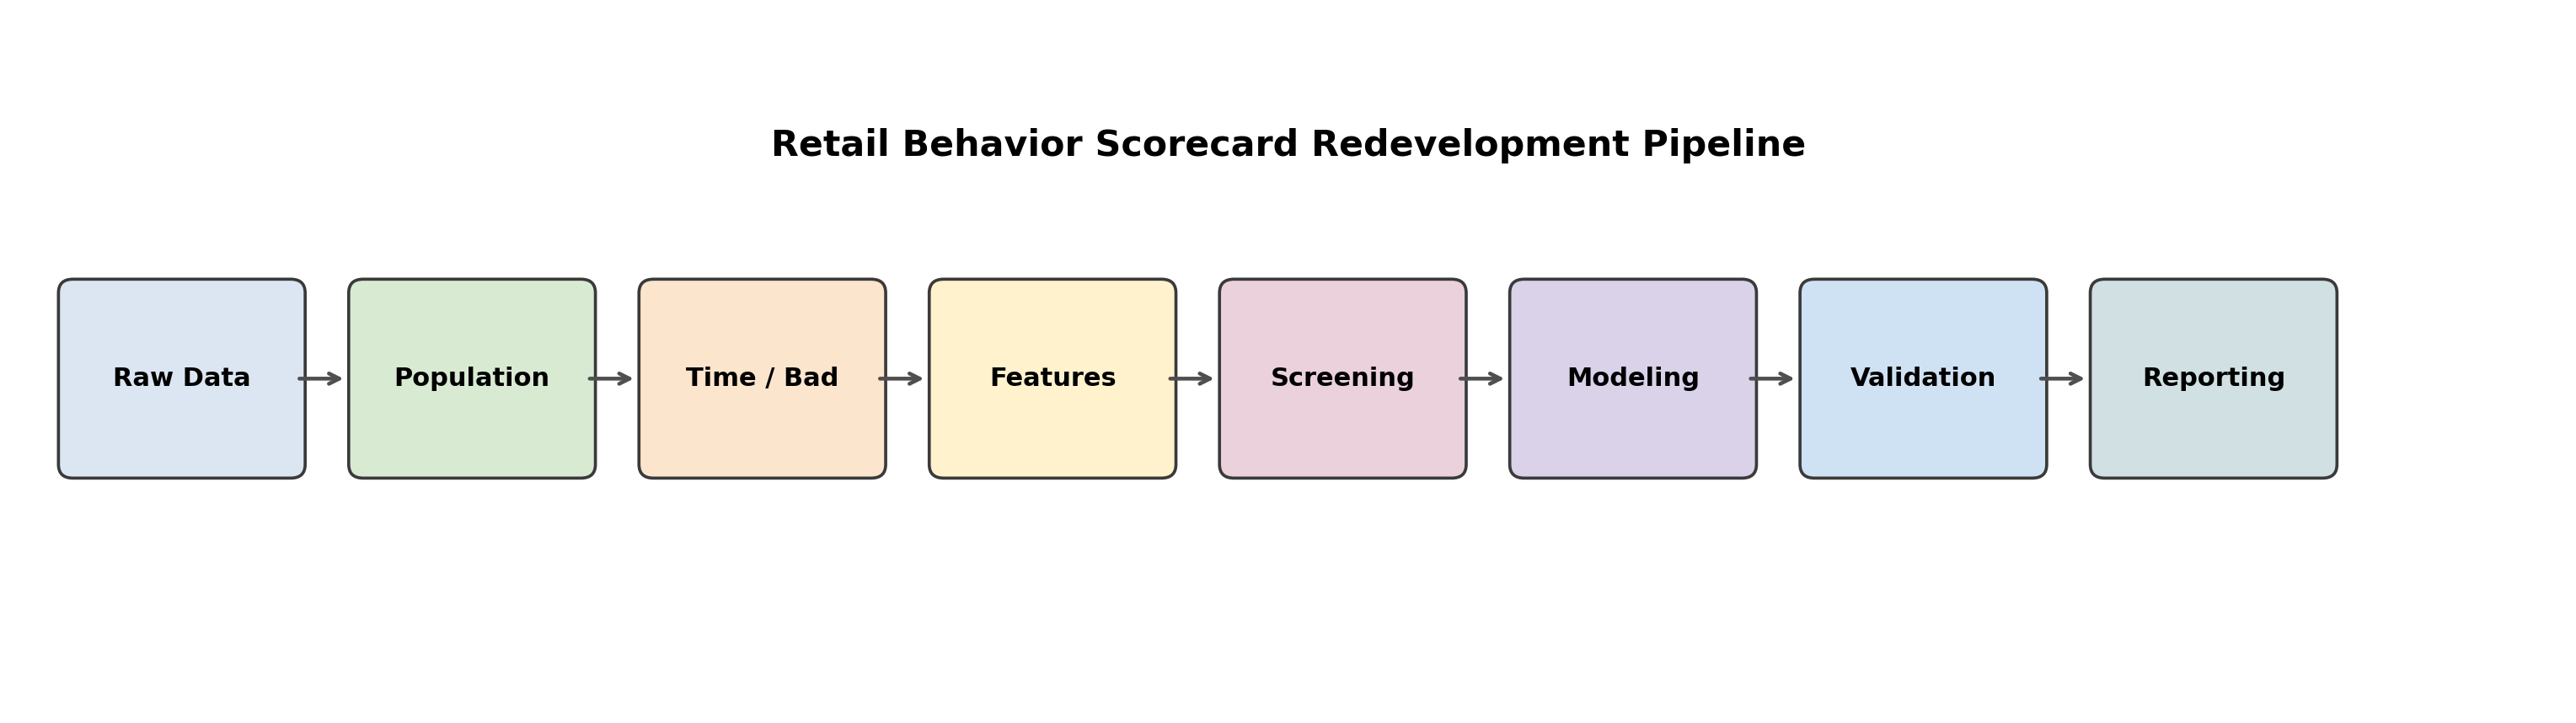 Retail Behavior Scorecard Redevelopment Pipeline
Raw Data
Population
Time / Bad
Features
Screening
Modeling
Validation
Reporting